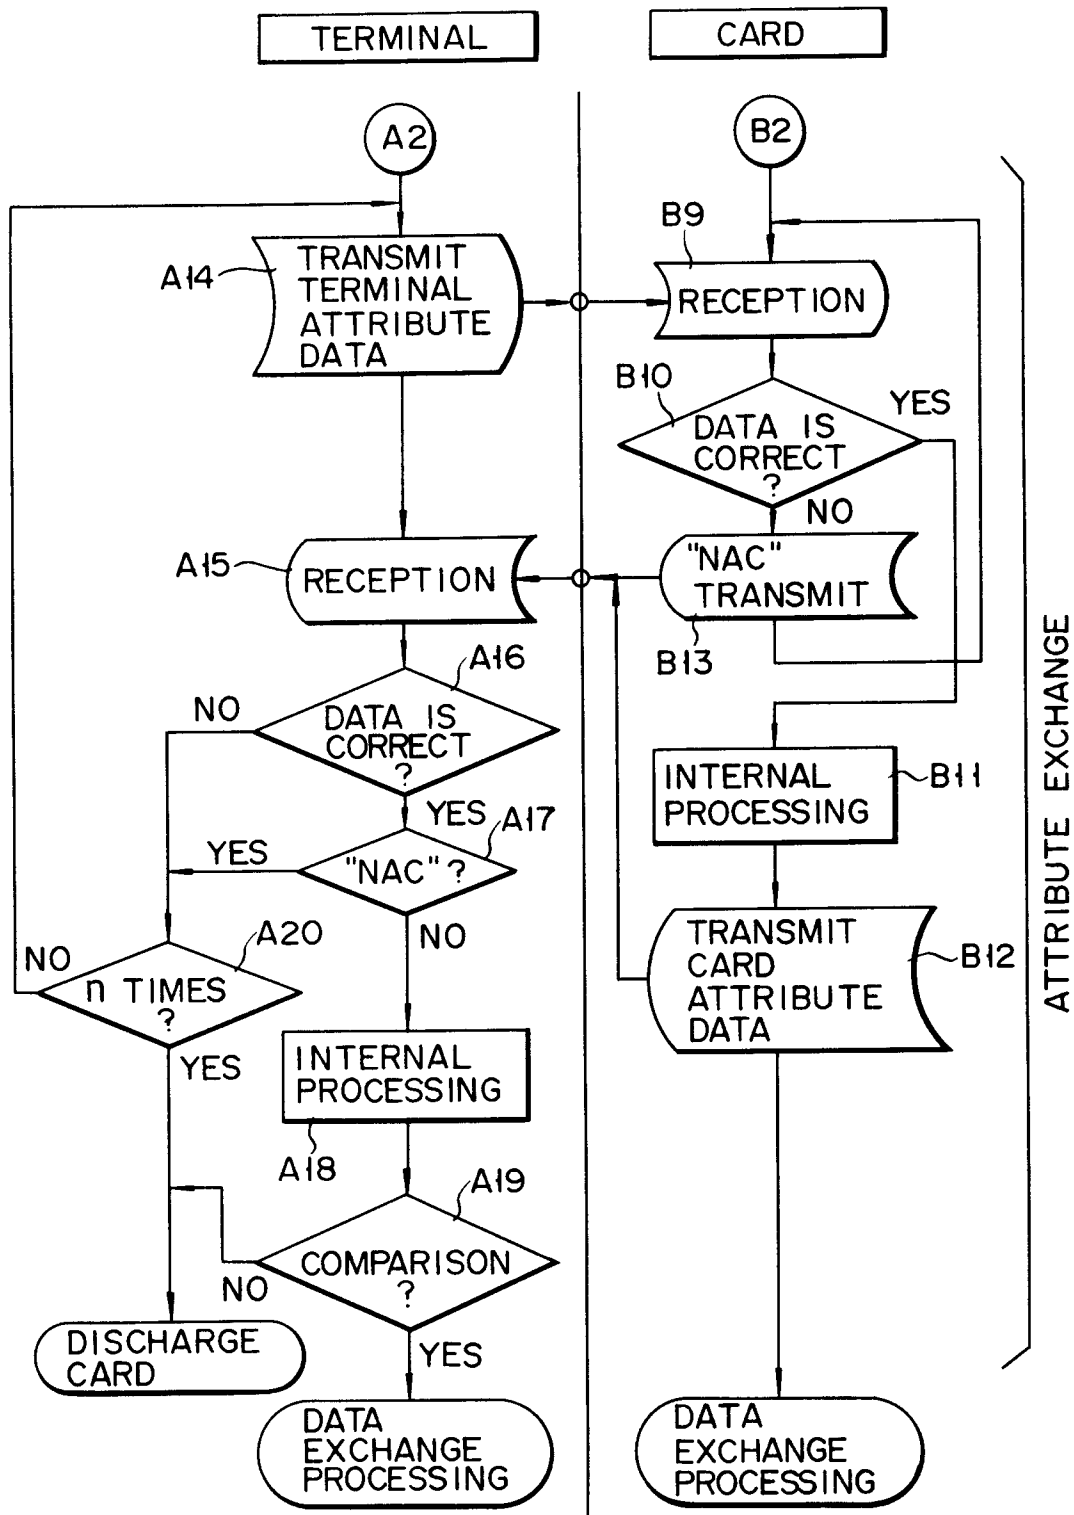 TERMINAL
CARD
A2
B2
B9
A14
TRANSMIT
TERMINAL
ATTRIBUTE
DATA
RECEPTION
B10
YES
DATA IS
CORRECT
?
NO
A15
RECEPTION
"NAC"
TRANSMIT
B13
A16
NO
DATA IS
CORRECT
?
YES
A17
YES
"NAC" ?
NO
INTERNAL
PROCESSING
B11
A20
NO
n TIMES
?
YES
TRANSMIT
CARD
ATTRIBUTE
DATA
B12
INTERNAL
PROCESSING
A18
A19
COMPARISON
?
NO
YES
DISCHARGE
CARD
DATA
EXCHANGE
PROCESSING
DATA
EXCHANGE
PROCESSING
ATTRIBUTE EXCHANGE